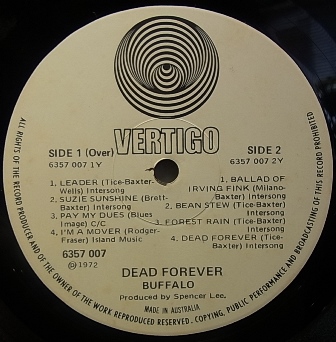 VERTIGO
SIDE 1 (Over)
6357 007 1Y
1. LEADER (Tice-Baxter-
Wells) Intersong
2. SUZIE SUNSHINE (Brett-
Baxter) Intersong
3. PAY MY DUES (Blues
Image) C/C
4. I'M A MOVER (Rodger-
Fraser) Island Music
6357 007
Ⓟ1972
SIDE 2
6357 007 2Y
1. BALLAD OF
IRVING FINK (Milano-
Baxter) Intersong
2. BEAN STEW (Tice-
Baxter) Intersong
3. FOREST RAIN (Tice-
Baxter) Intersong
4. DEAD FOREVER (Tice-
Baxter) Intersong
DEAD FOREVER
BUFFALO
Produced by Spencer Lee.
MADE IN AUSTRALIA
ALL RIGHTS OF THE RECORD PRODUCER AND OF THE OWNER OF THE WORK REPRODUCED RESERVED. COPYING, PUBLIC PERFORMANCE AND BROADCASTING OF THIS RECORD PROHIBITED